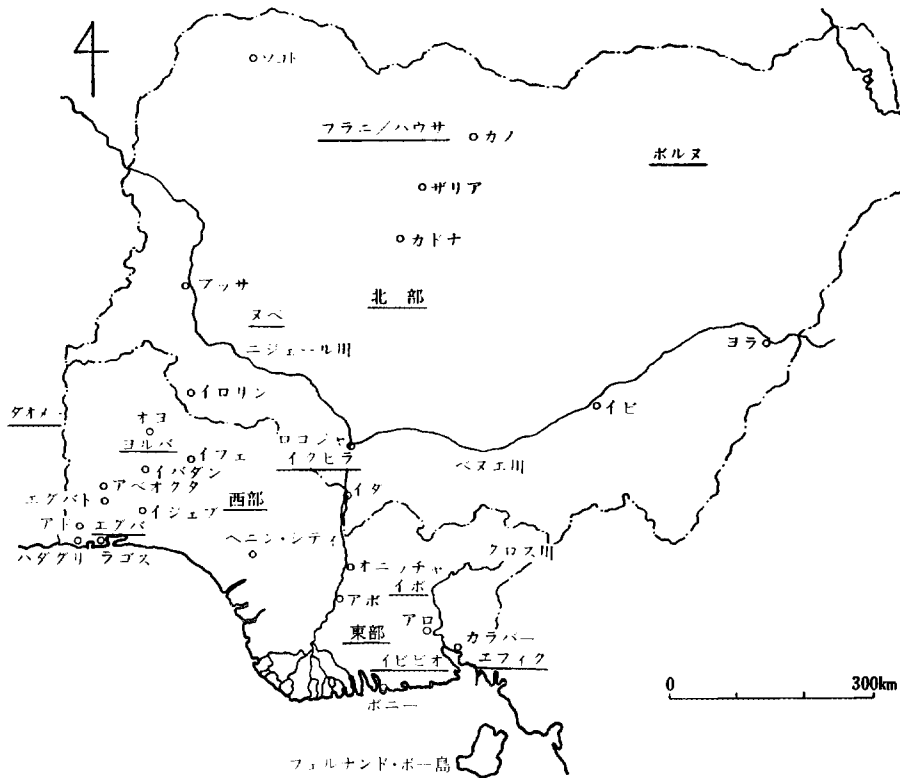 ソコト
フラニ/ハウサ
カノ
ボルヌ
ザリア
カドナ
ブッサ
北 部
ヌペ
ニジェール川
ヨラ
イロリン
イビ
ダオメー
オヨ
ロコジャ
ヨルバ
イフェ
イクビラ
ベヌエ川
イバダン
アベオクタ
イダ
エグバト
西部
イジェブ
アト
エグバ
ベニン・シティ
クロス川
バダグリ ラゴス
オニッチャ
イボ
アボ
アロ
東部
カラバー
イビビオ
エフィク
ボニー
0 300km
フェルナンド・ポー島